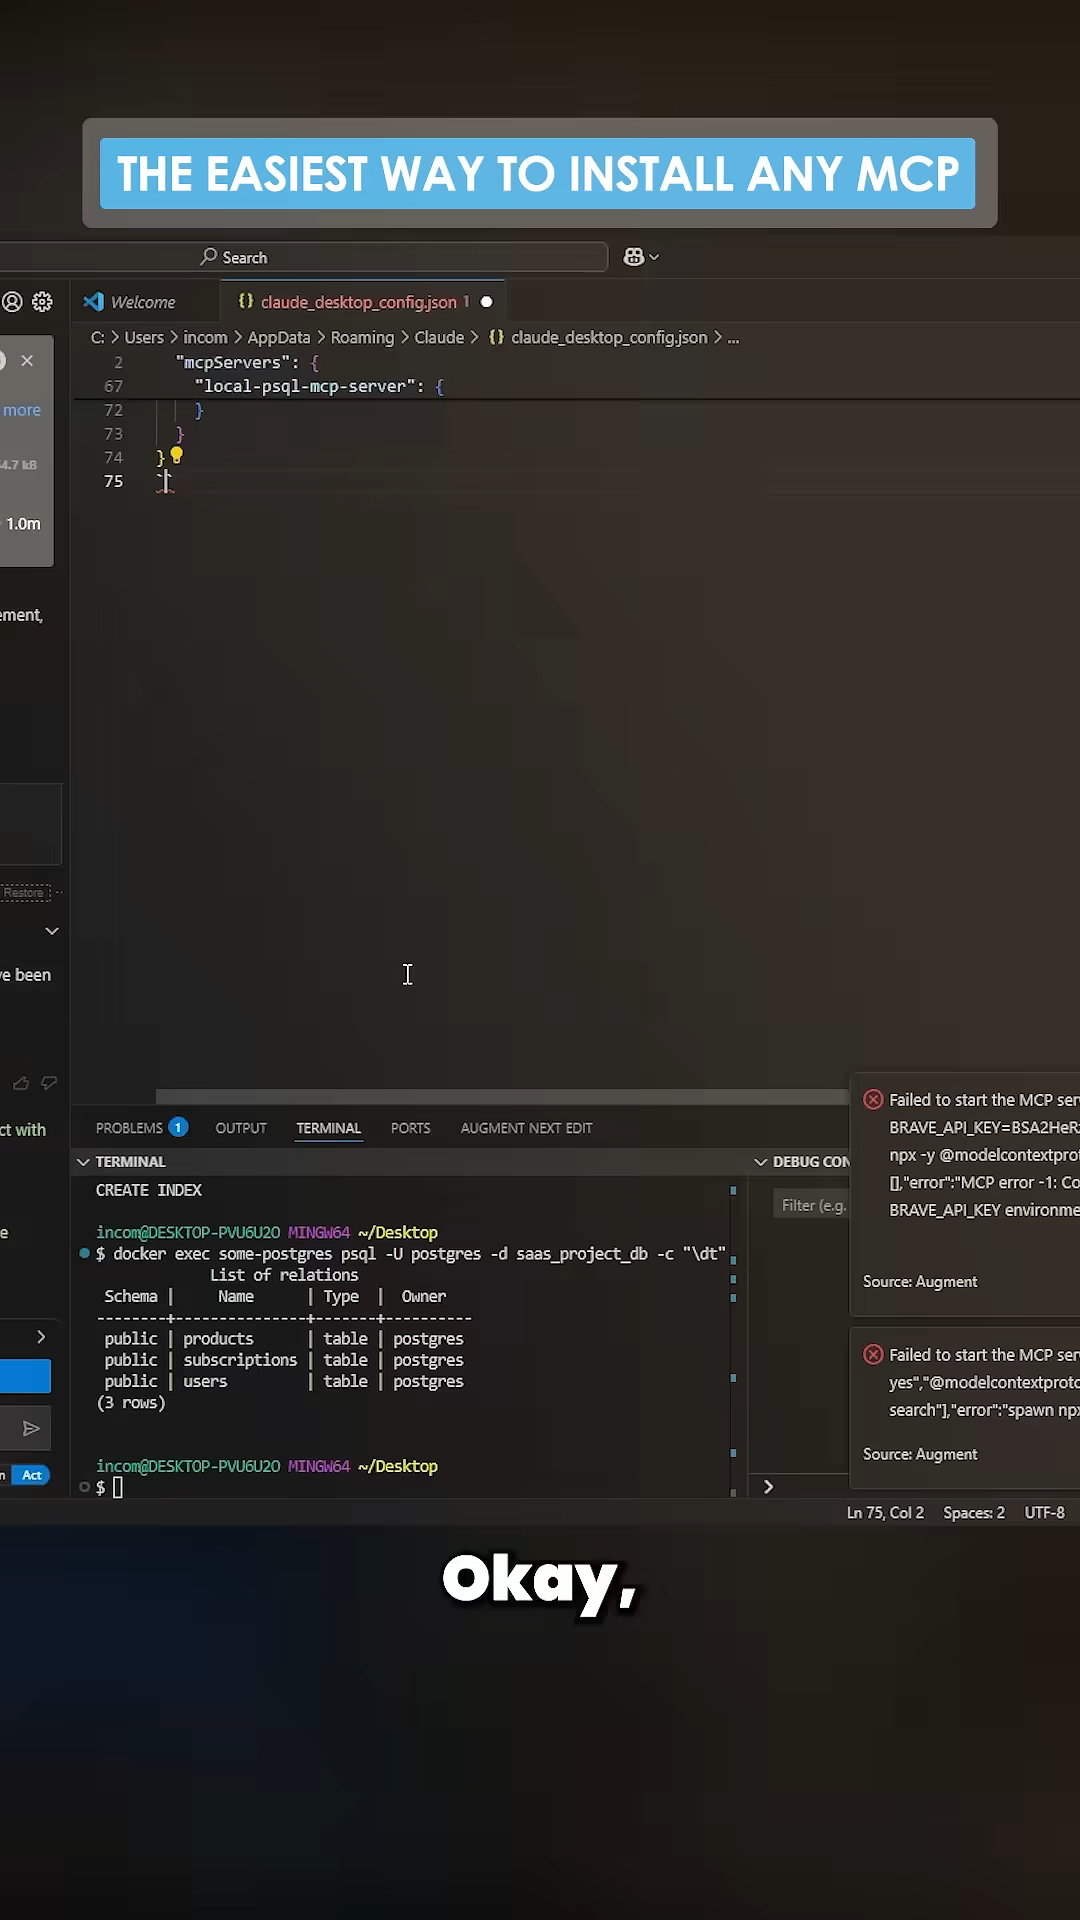 THE EASIEST WAY TO INSTALL ANY MCP
Search
Welcome
{} claude_desktop_config.json 1
C: > Users > incom > AppData > Roaming > Claude > {} claude_desktop_config.json > ...
more
4.7 kB
1.0m
ement,
Restore
ve been
ct with
e
n Act
2 "mcpServers": {
67 "local-psql-mcp-server": {
72 }
73 }
74 }
75 `
PROBLEMS 1 OUTPUT TERMINAL PORTS AUGMENT NEXT EDIT
TERMINAL
CREATE INDEX
incom@DESKTOP-PVU6U2O MINGW64 ~/Desktop
$ docker exec some-postgres psql -U postgres -d saas_project_db -c "\dt"
List of relations
Schema | Name | Type | Owner
--------+---------------+-------+----------
public | products | table | postgres
public | subscriptions | table | postgres
public | users | table | postgres
(3 rows)
incom@DESKTOP-PVU6U2O MINGW64 ~/Desktop
$
DEBUG CON
Filter (e.g.
>
Failed to start the MCP ser
BRAVE_API_KEY=BSA2HeR
npx -y @modelcontextprot
[],"error":"MCP error -1: Co
BRAVE_API_KEY environme
Source: Augment
Failed to start the MCP ser
yes","@modelcontextproto
search"],"error":"spawn npx
Source: Augment
Ln 75, Col 2 Spaces: 2 UTF-8
Okay,